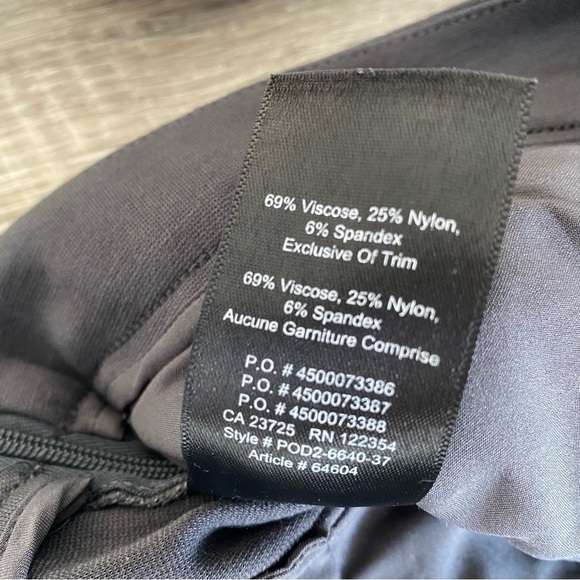 69% Viscose, 25% Nylon,
6% Spandex
Exclusive Of Trim
69% Viscose, 25% Nylon,
6% Spandex
Aucune Garniture Comprise
P.O. # 4500073386
P.O. # 4500073387
P.O. # 4500073388
CA 23725 RN 122354
Style # POD2-6640-37
Article # 64604